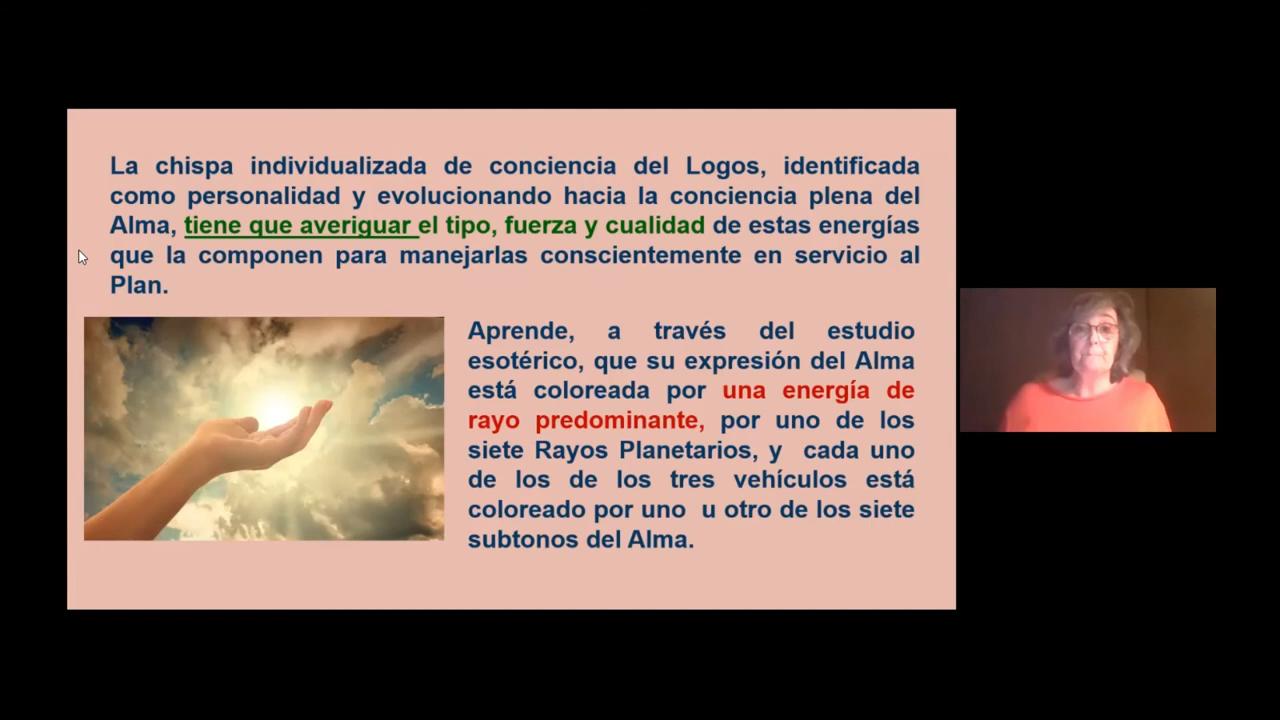 La chispa individualizada de conciencia del Logos, identificada
como personalidad y evolucionando hacia la conciencia plena del
Alma, tiene que averiguar el tipo, fuerza y cualidad de estas energías
que la componen para manejarlas conscientemente en servicio al
Plan.
Aprende, a través del estudio
esotérico, que su expresión del Alma
está coloreada por una energía de
rayo predominante, por uno de los
siete Rayos Planetarios, y cada uno
de los de los tres vehículos está
coloreado por uno u otro de los siete
subtonos del Alma.